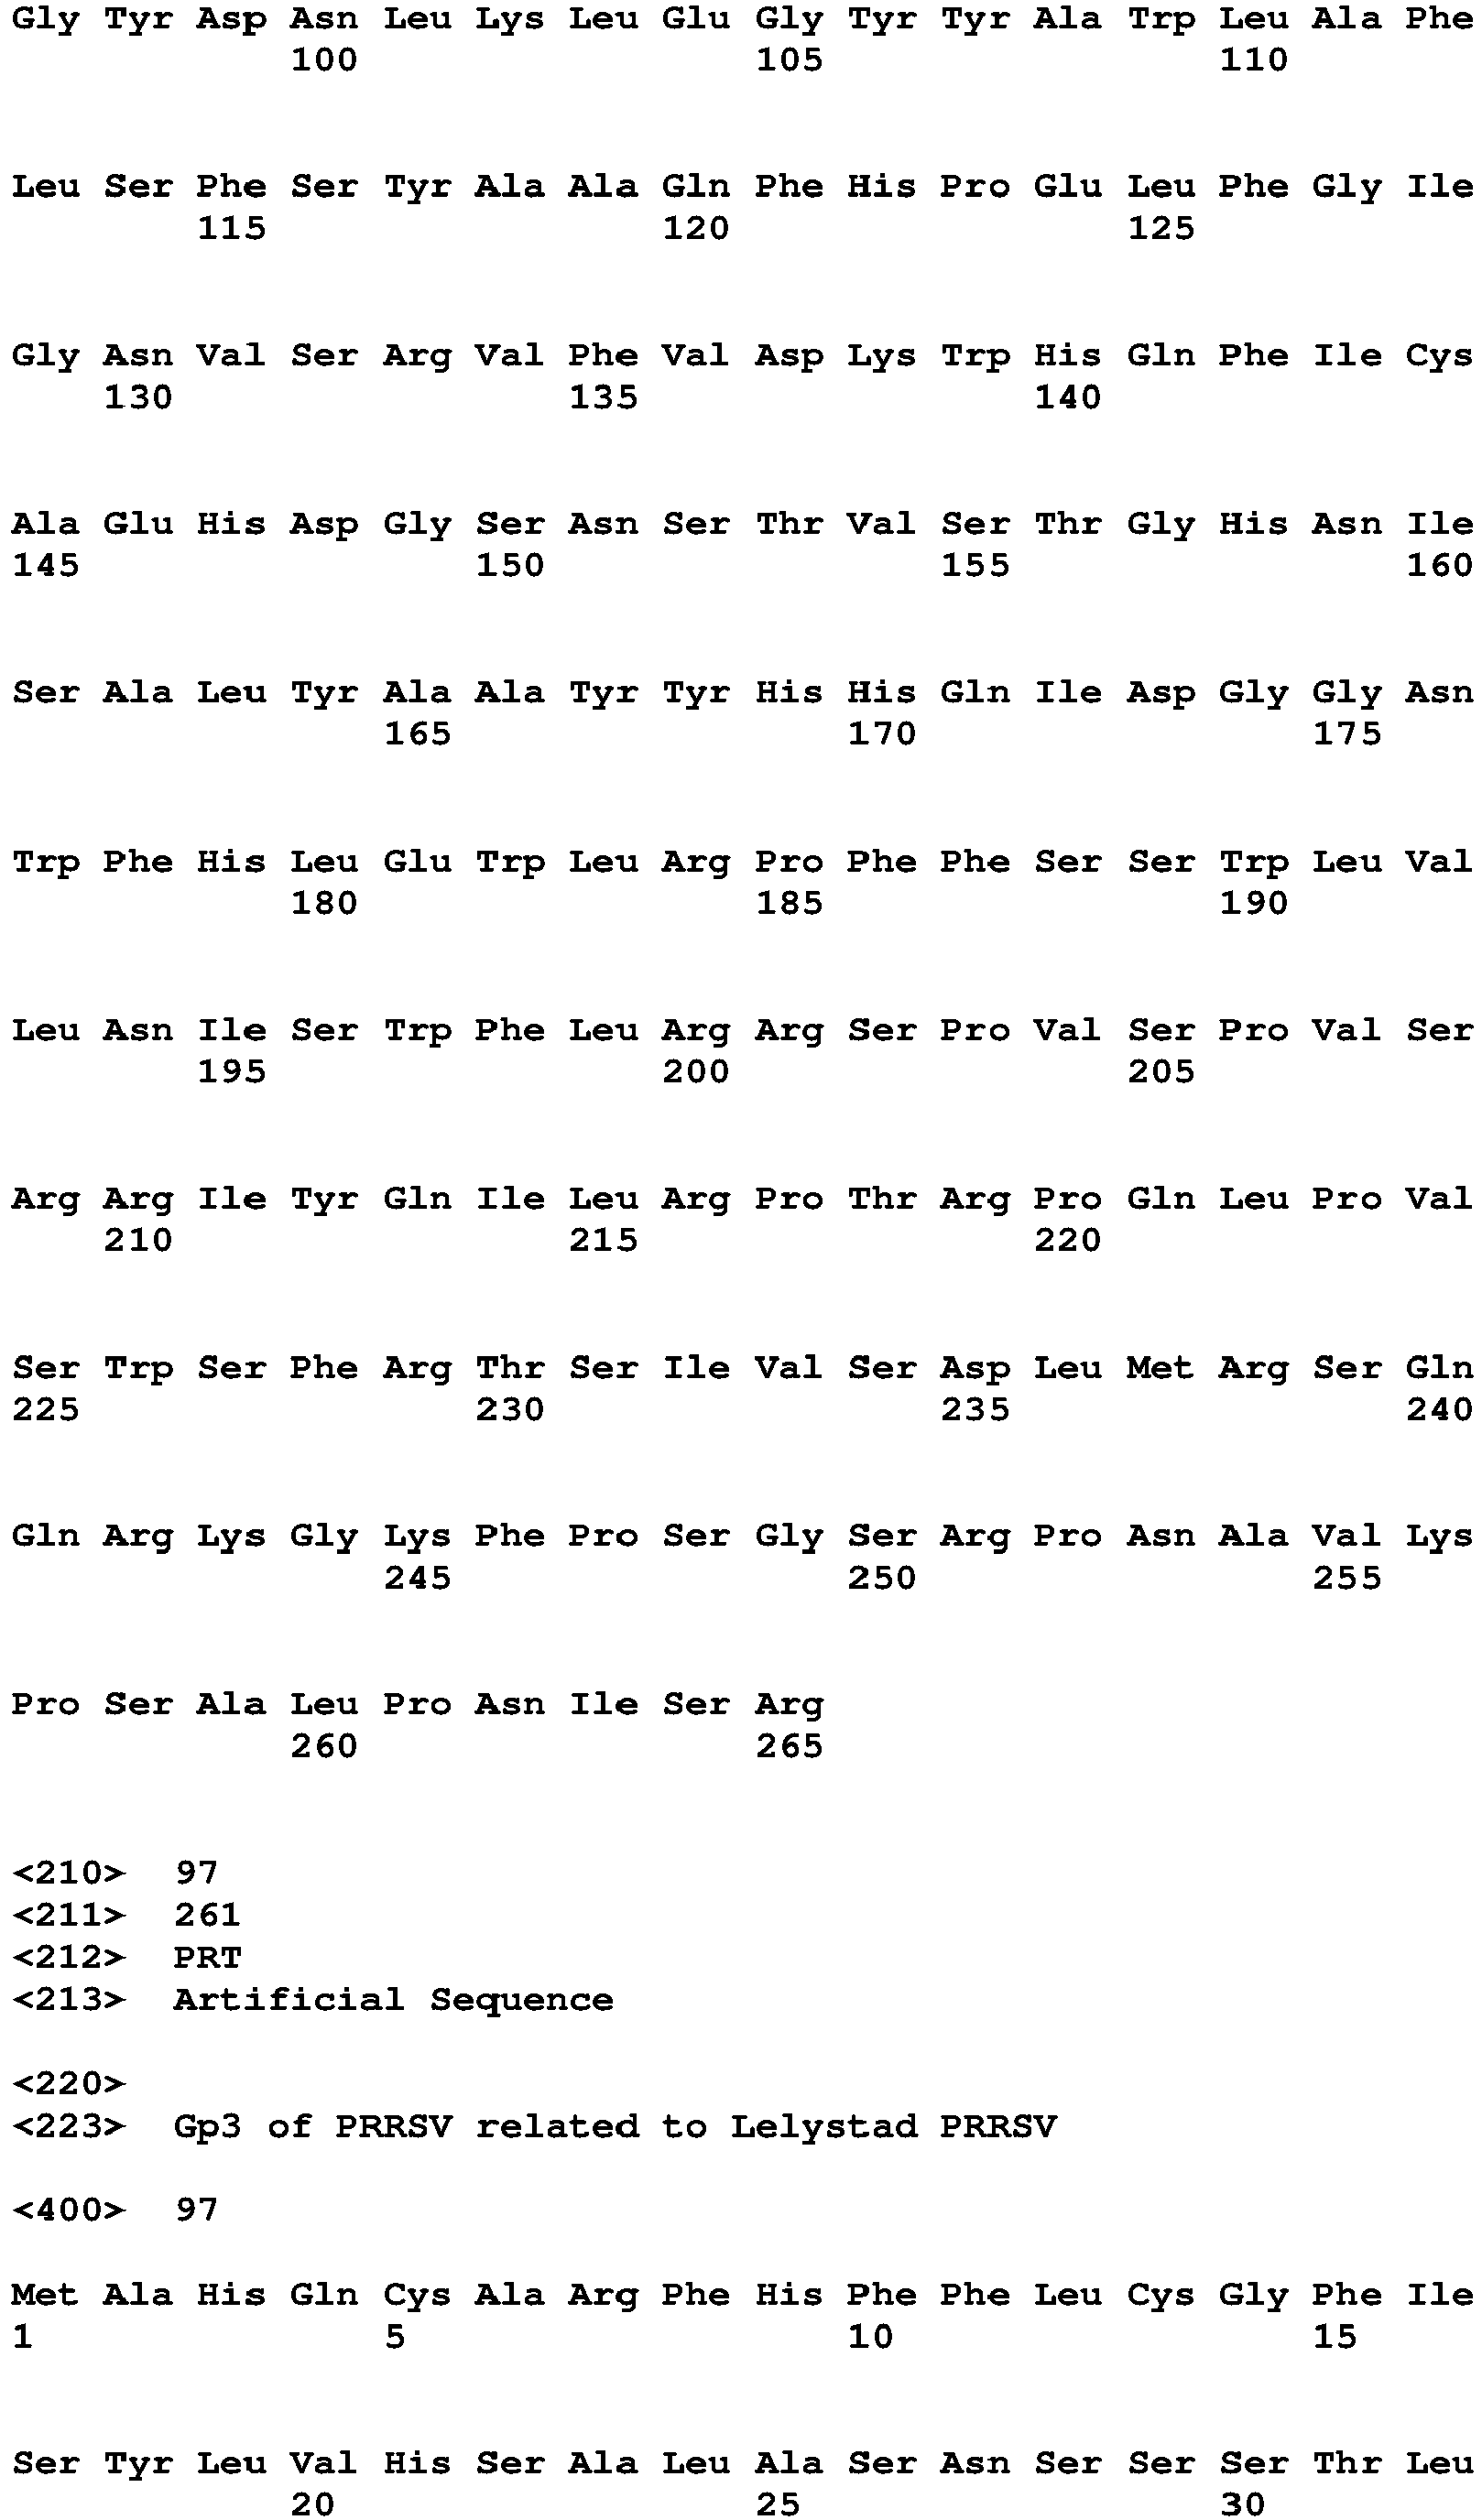 Gly Tyr Asp Asn Leu Lys Leu Glu Gly Tyr Tyr Ala Trp Leu Ala Phe
100 105 110
Leu Ser Phe Ser Tyr Ala Ala Gln Phe His Pro Glu Leu Phe Gly Ile
115 120 125
Gly Asn Val Ser Arg Val Phe Val Asp Lys Trp His Gln Phe Ile Cys
130 135 140
Ala Glu His Asp Gly Ser Asn Ser Thr Val Ser Thr Gly His Asn Ile
145 150 155 160
Ser Ala Leu Tyr Ala Ala Tyr Tyr His His Gln Ile Asp Gly Gly Asn
165 170 175
Trp Phe His Leu Glu Trp Leu Arg Pro Phe Phe Ser Ser Trp Leu Val
180 185 190
Leu Asn Ile Ser Trp Phe Leu Arg Arg Ser Pro Val Ser Pro Val Ser
195 200 205
Arg Arg Ile Tyr Gln Ile Leu Arg Pro Thr Arg Pro Gln Leu Pro Val
210 215 220
Ser Trp Ser Phe Arg Thr Ser Ile Val Ser Asp Leu Met Arg Ser Gln
225 230 235 240
Gln Arg Lys Gly Lys Phe Pro Ser Gly Ser Arg Pro Asn Ala Val Lys
245 250 255
Pro Ser Ala Leu Pro Asn Ile Ser Arg
260 265
<210> 97
<211> 261
<212> PRT
<213> Artificial Sequence
<220>
<223> Gp3 of PRRSV related to Lelystad PRRSV
<400> 97
Met Ala His Gln Cys Ala Arg Phe His Phe Phe Leu Cys Gly Phe Ile
1 5 10 15
Ser Tyr Leu Val His Ser Ala Leu Ala Ser Asn Ser Ser Ser Thr Leu
20 25 30